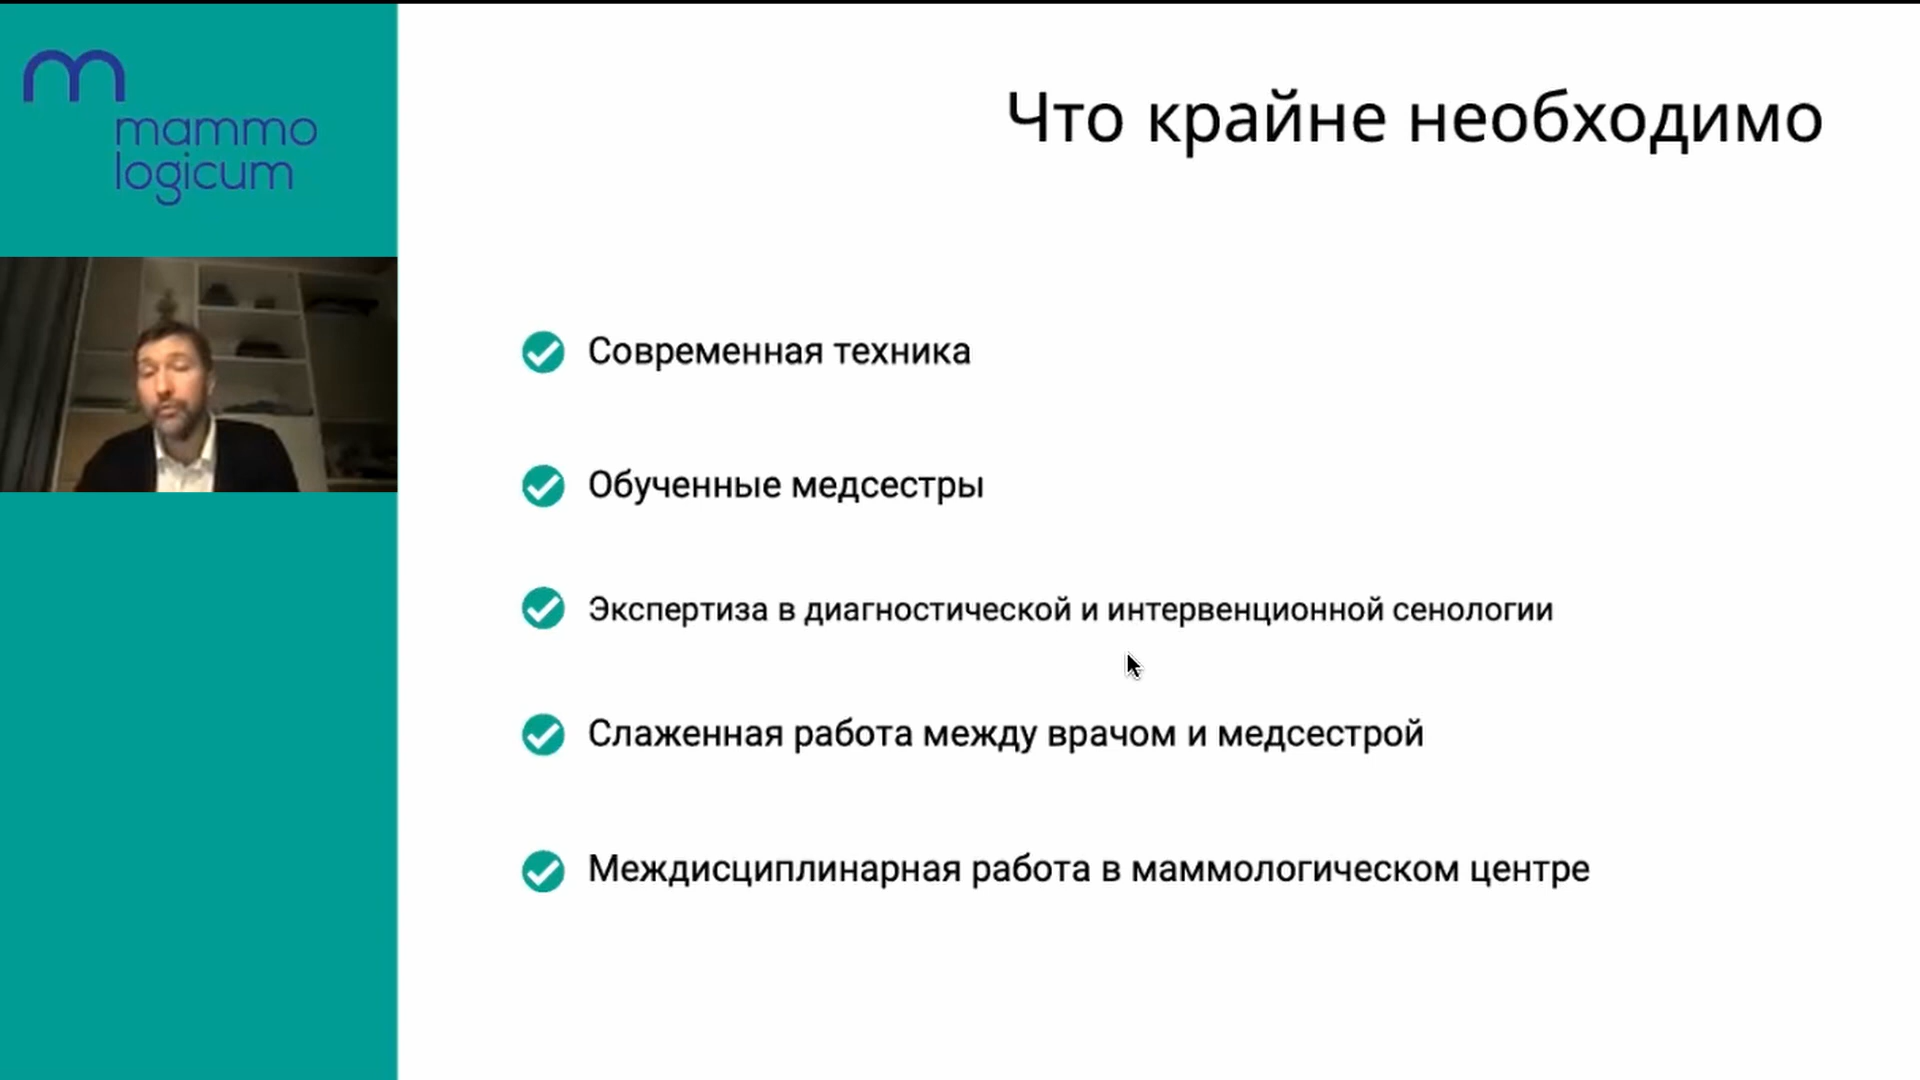 mammo
logicum
Что крайне необходимо
Современная техника
Обученные медсестры
Экспертиза в диагностической и интервенционной сенологии
Слаженная работа между врачом и медсестрой
Междисциплинарная работа в маммологическом центре